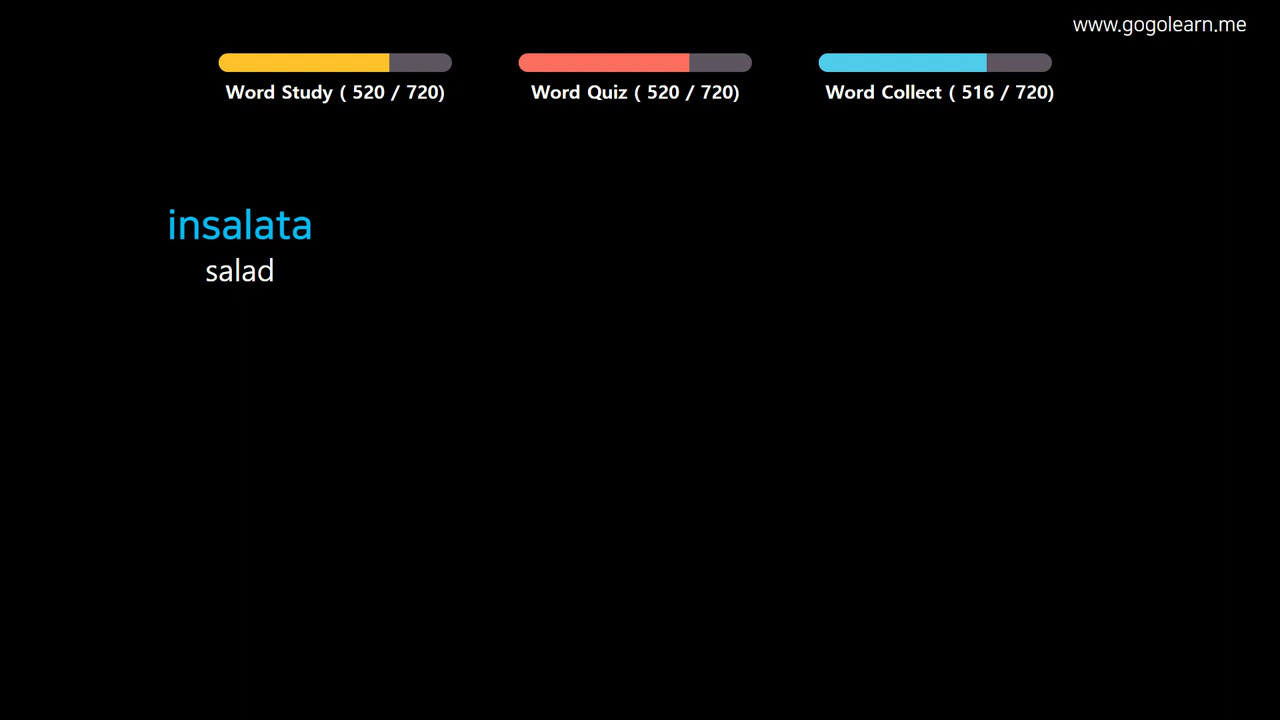 www.gogolearn.me
Word Study ( 520 / 720)
Word Quiz ( 520 / 720)
Word Collect ( 516 / 720)
insalata
salad